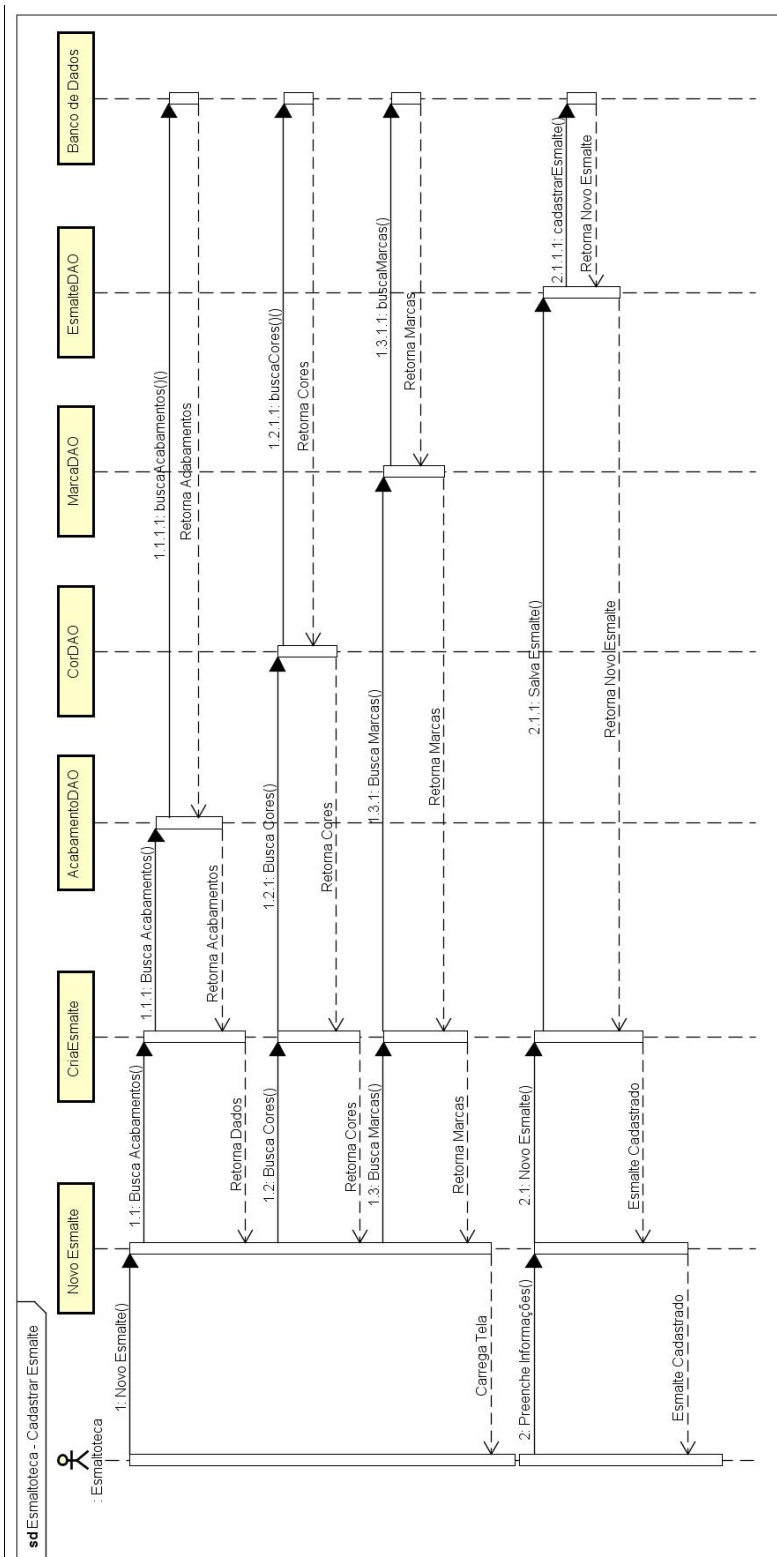 sd Esmaltoteca - Cadastrar Esmalte
: Esmaltoteca
Novo Esmalte
CriaEsmalte
AcabamentoDAO
CorDAO
MarcaDAO
EsmalteDAO
Banco de Dados
1: Novo Esmalte()
1.1: Busca Acabamentos()
1.1.1: Busca Acabamentos()
1.1.1.1: buscaAcabamentos()()
Retorna Acabamentos
Retorna Acabamentos
Retorna Dados
1.2: Busca Cores()
1.2.1: Busca Cores()
1.2.1.1: buscaCores()()
Retorna Cores
Retorna Cores
Retorna Cores
1.3: Busca Marcas()
1.3.1: Busca Marcas()
1.3.1.1: buscaMarcas()
Retorna Marcas
Retorna Marcas
Retorna Marcas
Carrega Tela
2: Preenche Informações()
2.1: Novo Esmalte()
2.1.1: Salva Esmalte()
2.1.1.1: cadastrarEsmalte()
Retorna Novo Esmalte
Retorna Novo Esmalte
Esmalte Cadastrado
Esmalte Cadastrado